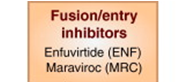 Fusion/entry
inhibitors
Enfuvirtide (ENF)
Maraviroc (MRC)